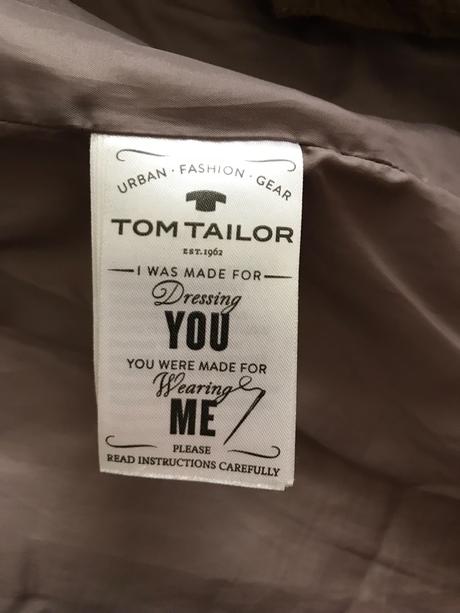 URBAN · FASHION · GEAR
TOM TAILOR
EST. 1962
I WAS MADE FOR
Dressing
YOU
YOU WERE MADE FOR
Wearing
ME
PLEASE
READ INSTRUCTIONS CAREFULLY